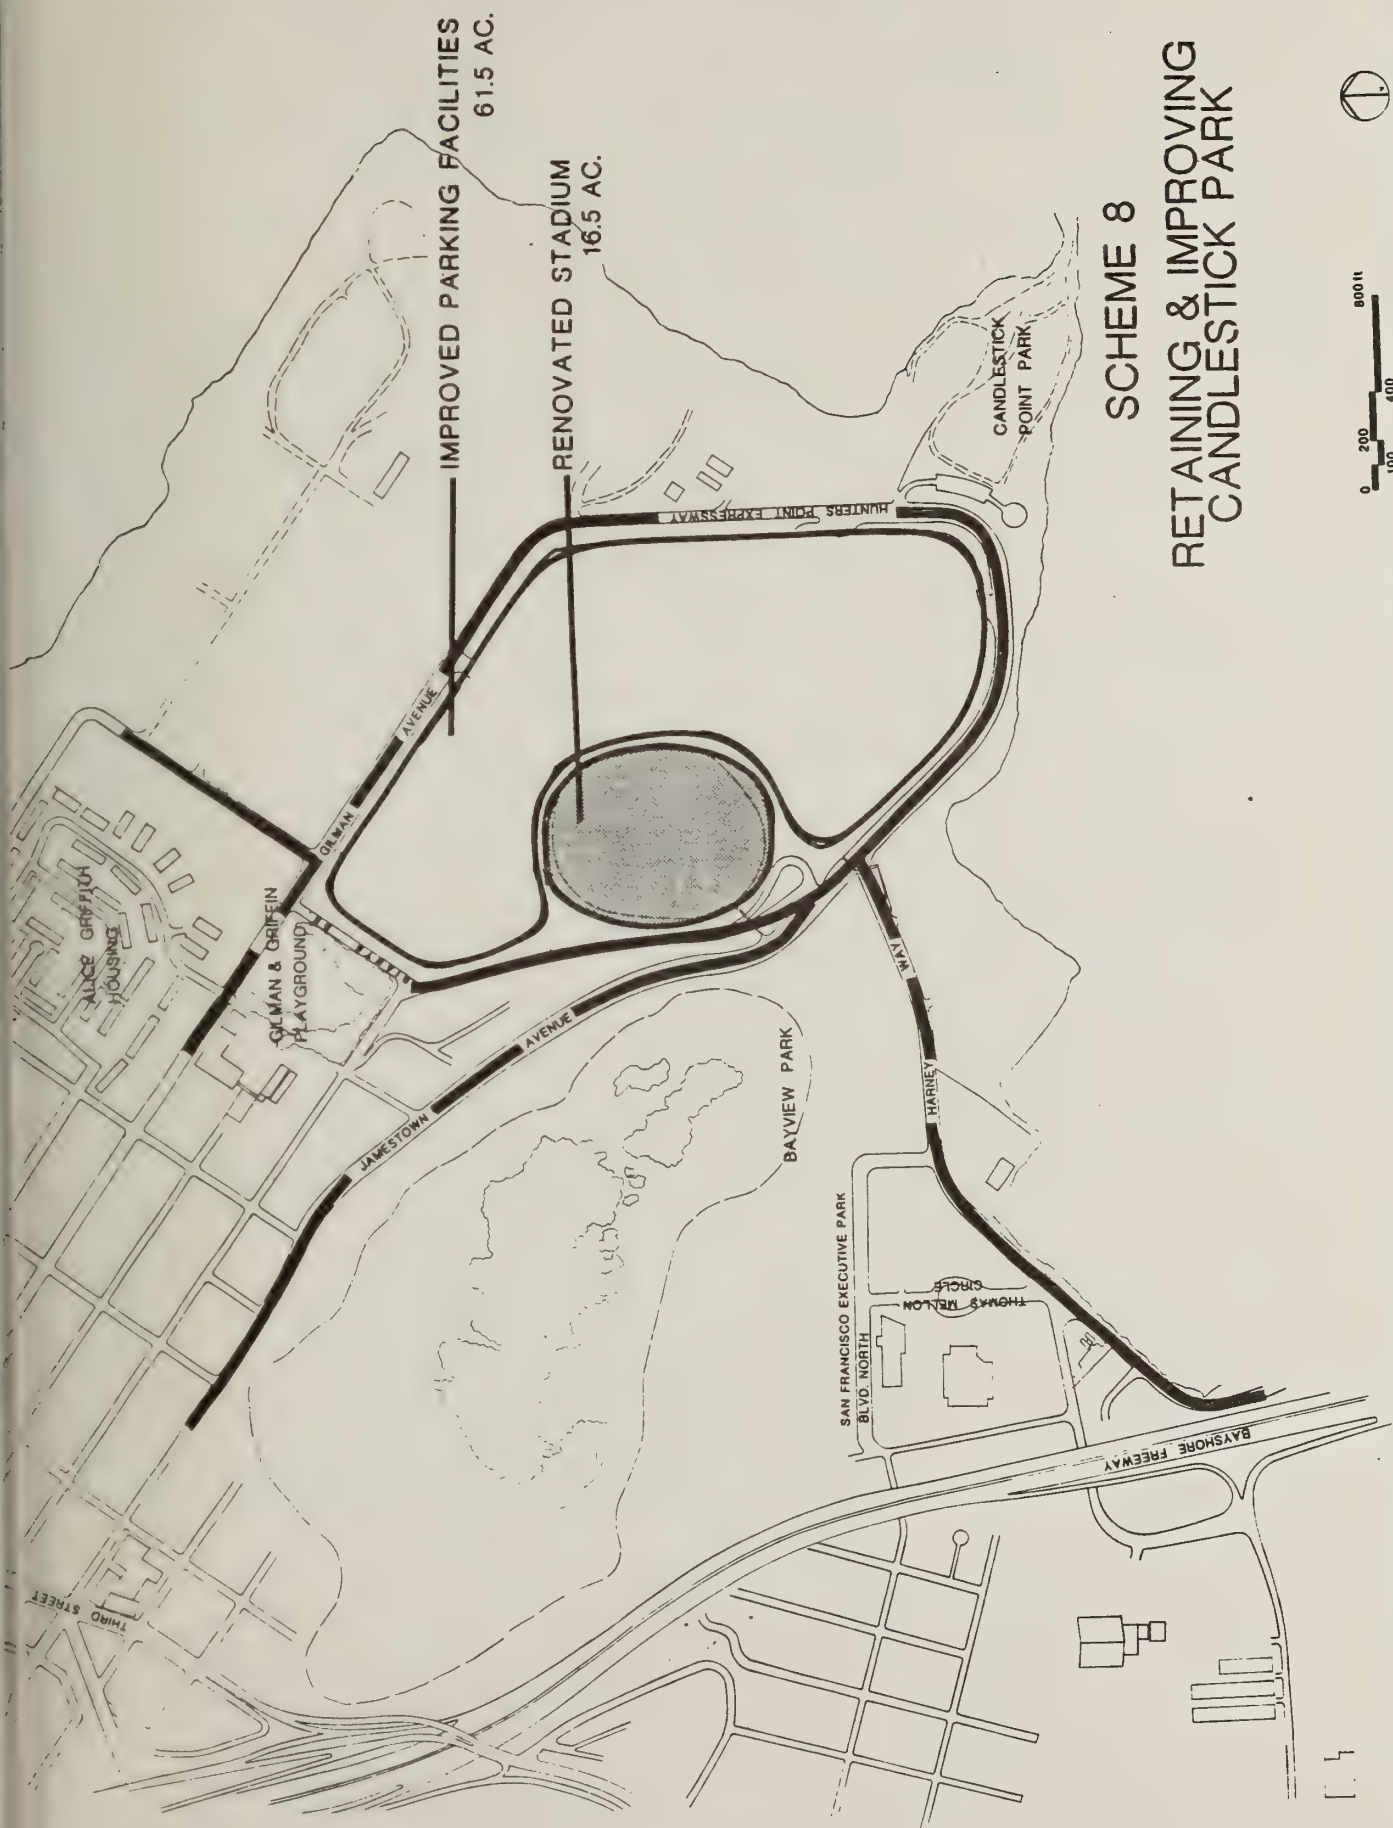 IMPROVED PARKING FACILITIES
61.5 AC.
RENOVATED STADIUM
16.5 AC.
ALICE GRIFFITH
HOUSING
GILMAN & GRIFFIN
PLAYGROUND
GILMAN
AVENUE
HUNTERS POINT EXPRESSWAY
CANDLESTICK
POINT PARK
JAMESTOWN
AVENUE
BAYVIEW PARK
HARNEY
WAY
SAN FRANCISCO EXECUTIVE PARK
BLVD. NORTH
THOMAS MELLON
CIRCLE
BAYSHORE FREEWAY
THIRD STREET
SCHEME 8
RETAINING & IMPROVING
CANDLESTICK PARK
0 200 800ft
100 400